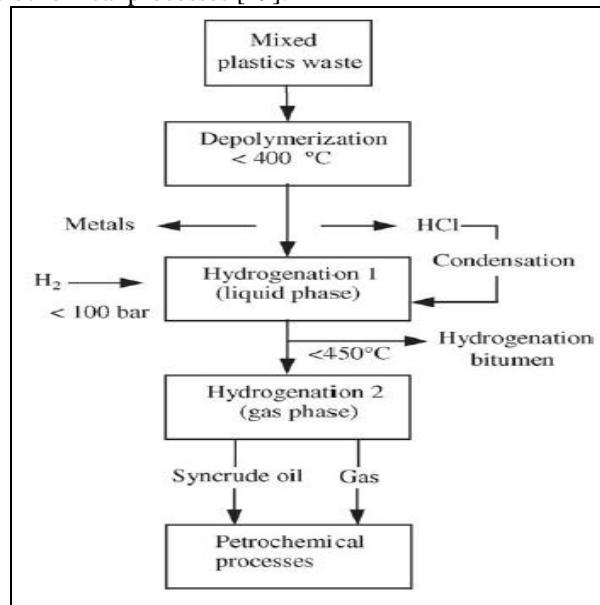 Mixed
plastics waste
Depolymerization
< 400 °C
Metals
HCl
Condensation
H₂
< 100 bar
Hydrogenation 1
(liquid phase)
<450°C
Hydrogenation
bitumen
Hydrogenation 2
(gas phase)
Syncrude oil
Gas
Petrochemical
processes